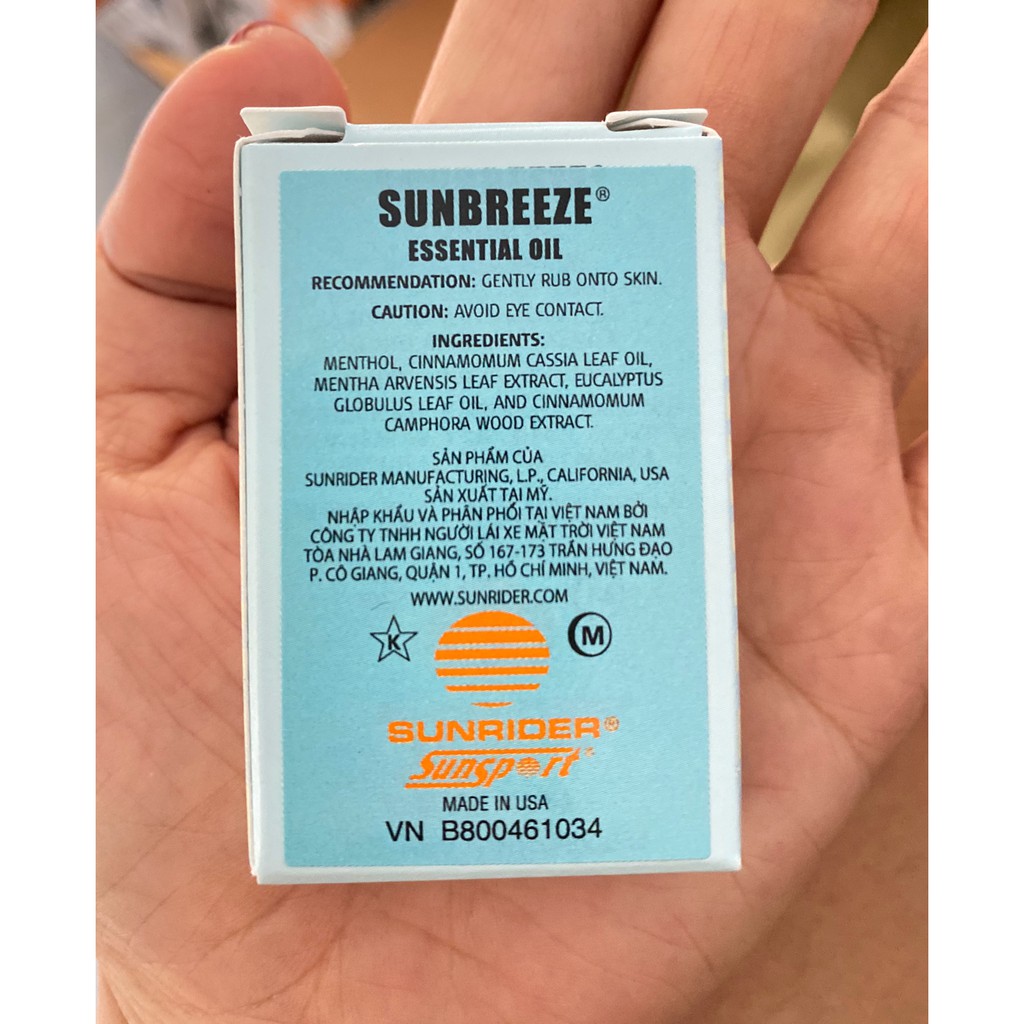 SUNBREEZE®
ESSENTIAL OIL
RECOMMENDATION: GENTLY RUB ONTO SKIN.
CAUTION: AVOID EYE CONTACT.
INGREDIENTS:
MENTHOL, CINNAMOMUM CASSIA LEAF OIL,
MENTHA ARVENSIS LEAF EXTRACT, EUCALYPTUS
GLOBULUS LEAF OIL, AND CINNAMOMUM
CAMPHORA WOOD EXTRACT.
SẢN PHẨM CỦA
SUNRIDER MANUFACTURING, L.P., CALIFORNIA, USA
SẢN XUẤT TẠI MỸ.
NHẬP KHẨU VÀ PHÂN PHỐI TẠI VIỆT NAM BỞI
CÔNG TY TNHH NGƯỜI LÁI XE MẶT TRỜI VIỆT NAM
TÒA NHÀ LAM GIANG, SỐ 167-173 TRẦN HƯNG ĐẠO
P. CÔ GIANG, QUẬN 1, TP. HỒ CHÍ MINH, VIỆT NAM.
WWW.SUNRIDER.COM
K
M
SUNRIDER®
Sunsport®
MADE IN USA
VN B800461034